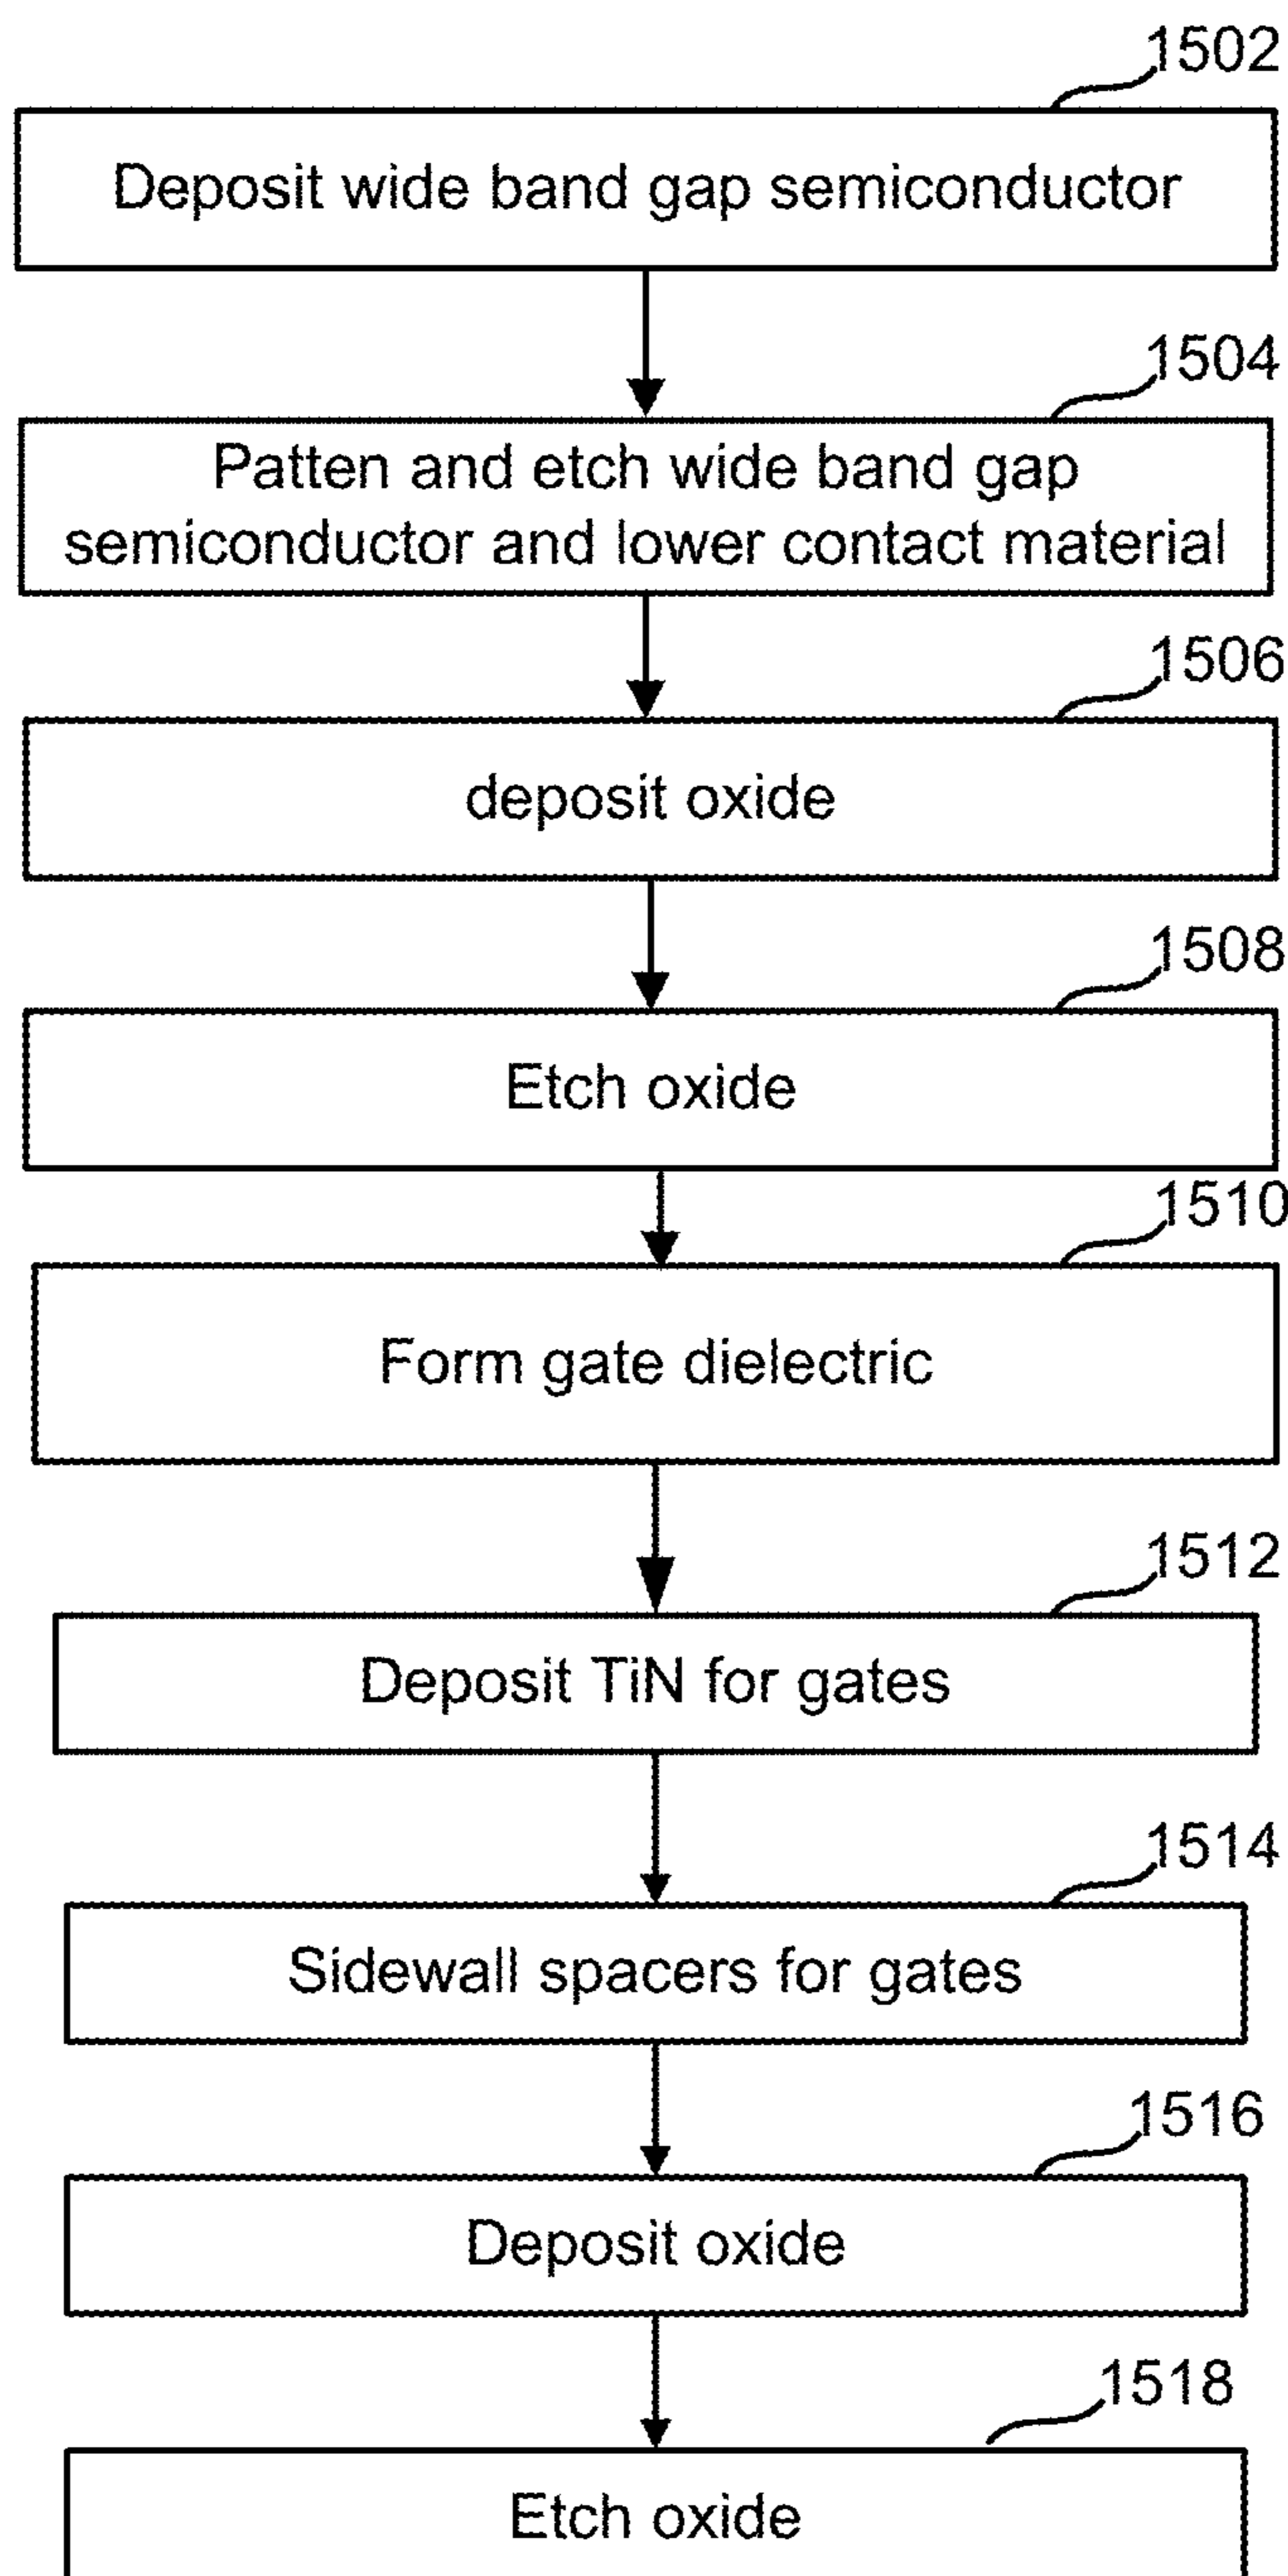 1502
Deposit wide band gap semiconductor
1504
Patten and etch wide band gap
semiconductor and lower contact material
1506
deposit oxide
1508
Etch oxide
1510
Form gate dielectric
1512
Deposit TiN for gates
1514
Sidewall spacers for gates
1516
Deposit oxide
1518
Etch oxide